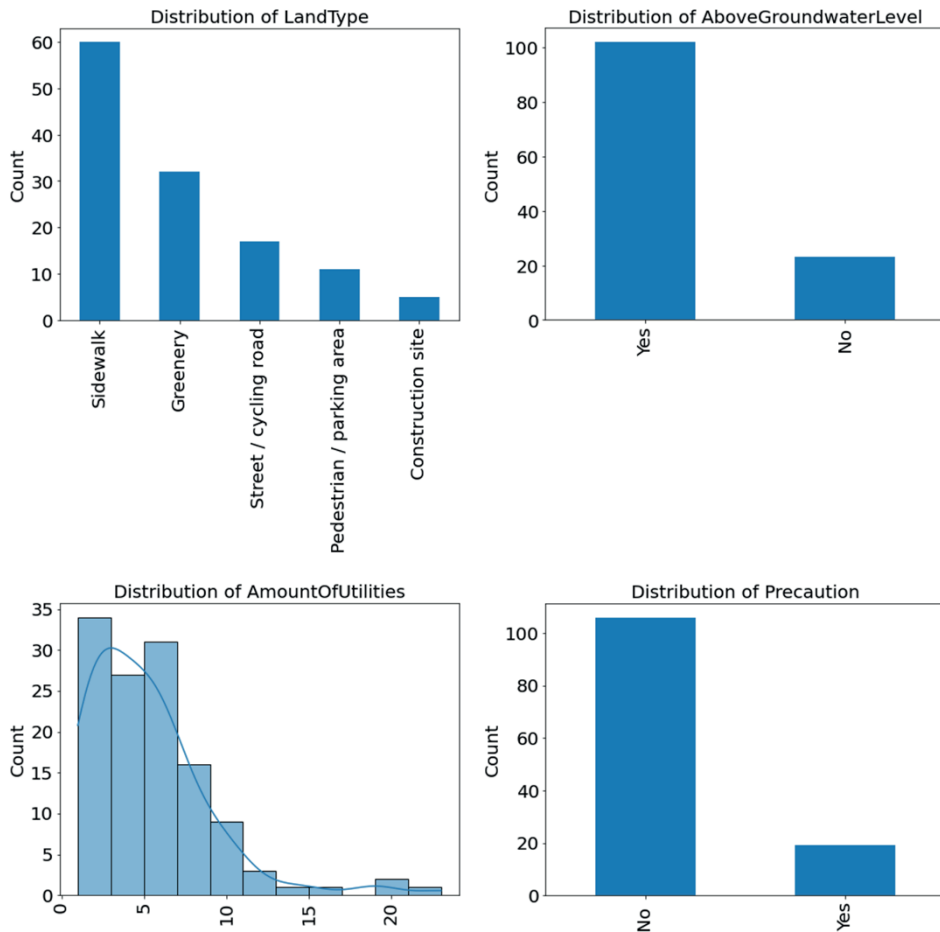 Distribution of LandType
Count
60
50
40
30
20
10
0
Sidewalk
Greenery
Street / cycling road
Pedestrian / parking area
Construction site
Distribution of AboveGroundwaterLevel
Count
100
80
60
40
20
0
Yes
No
Distribution of AmountOfUtilities
Count
35
30
25
20
15
10
5
0
0
5
10
15
20
Distribution of Precaution
Count
100
80
60
40
20
0
No
Yes